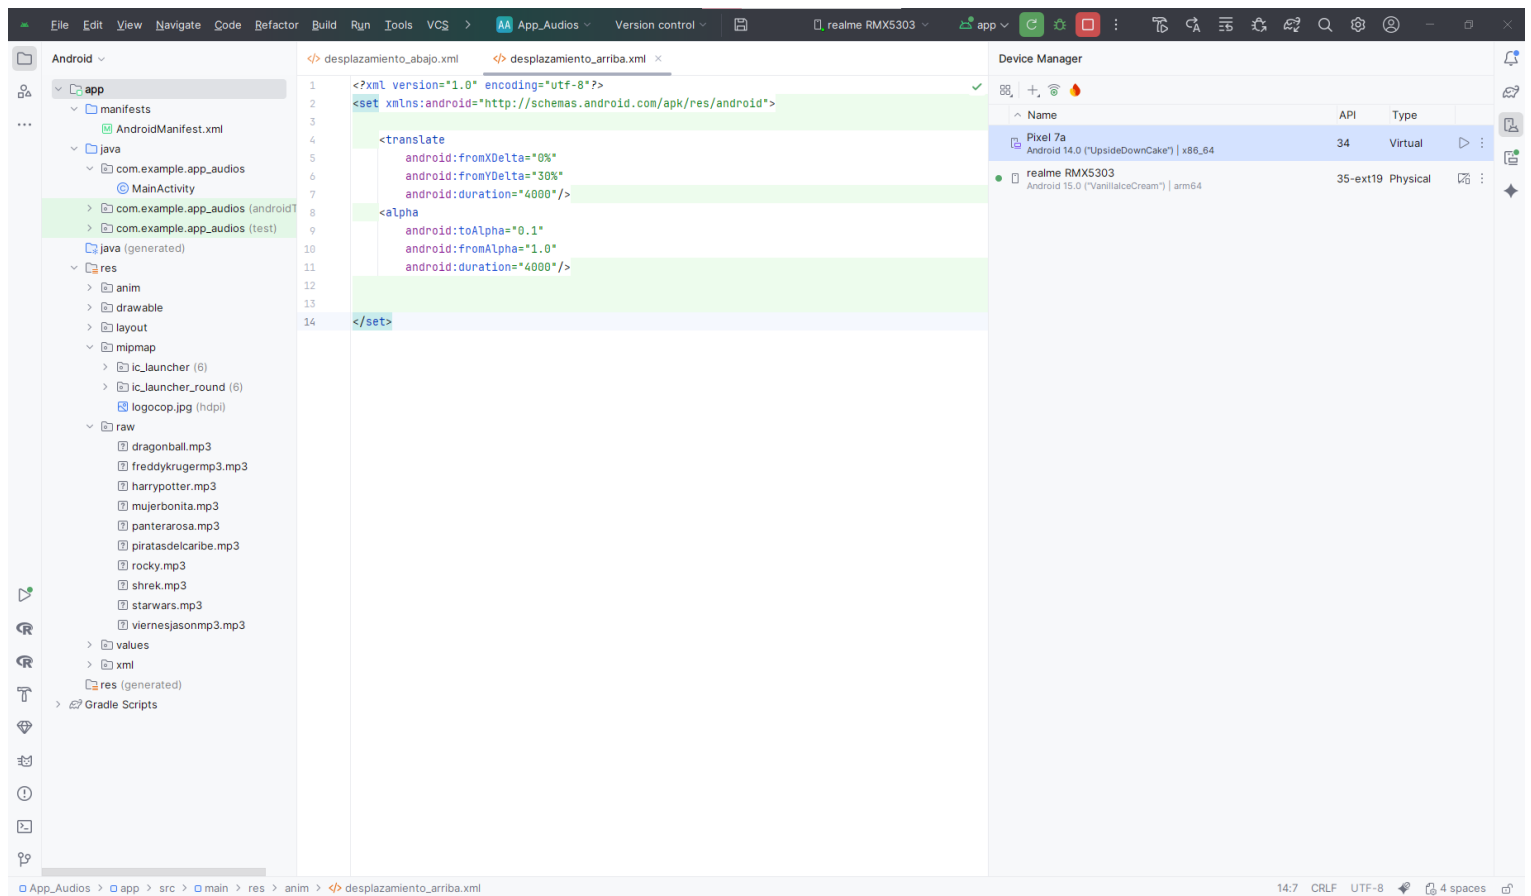 File Edit View Navigate Code Refactor Build Run Tools VCS AA App_Audios Version control realme RMX5303 app
Android
app
manifests
AndroidManifest.xml
java
com.example.app_audios
MainActivity
com.example.app_audios (androidT
com.example.app_audios (test)
java (generated)
res
anim
drawable
layout
mipmap
ic_launcher (6)
ic_launcher_round (6)
logocop.jpg (hdpi)
raw
dragonball.mp3
freddykrugermp3.mp3
harrypotter.mp3
mujerbonita.mp3
panterarosa.mp3
piratasdelcaribe.mp3
rocky.mp3
shrek.mp3
starwars.mp3
viernesjasonmp3.mp3
values
xml
res (generated)
Gradle Scripts
desplazamiento_abajo.xml desplazamiento_arriba.xml
1 <?xml version="1.0" encoding="utf-8"?>
2 <set xmlns:android="http://schemas.android.com/apk/res/android">
3
4 <translate
5 android:fromXDelta="0%"
6 android:fromYDelta="30%"
7 android:duration="4000"/>
8 <alpha
9 android:toAlpha="0.1"
10 android:fromAlpha="1.0"
11 android:duration="4000"/>
12
13
14 </set>
Device Manager
Name API Type
Pixel 7a 34 Virtual
Android 14.0 ("UpsideDownCake") | x86_64
realme RMX5303 35-ext19 Physical
Android 15.0 ("VanillaIceCream") | arm64
App_Audios > app > src > main > res > anim > desplazamiento_arriba.xml 14:7 CRLF UTF-8 4 spaces